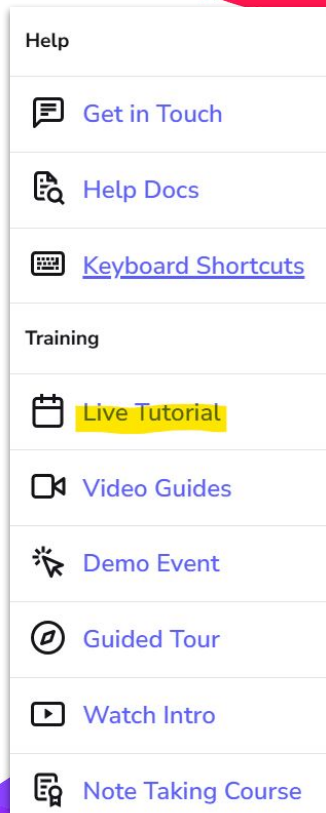 Help
Get in Touch
Help Docs
Keyboard Shortcuts
Training
Live Tutorial
Video Guides
Demo Event
Guided Tour
Watch Intro
Note Taking Course